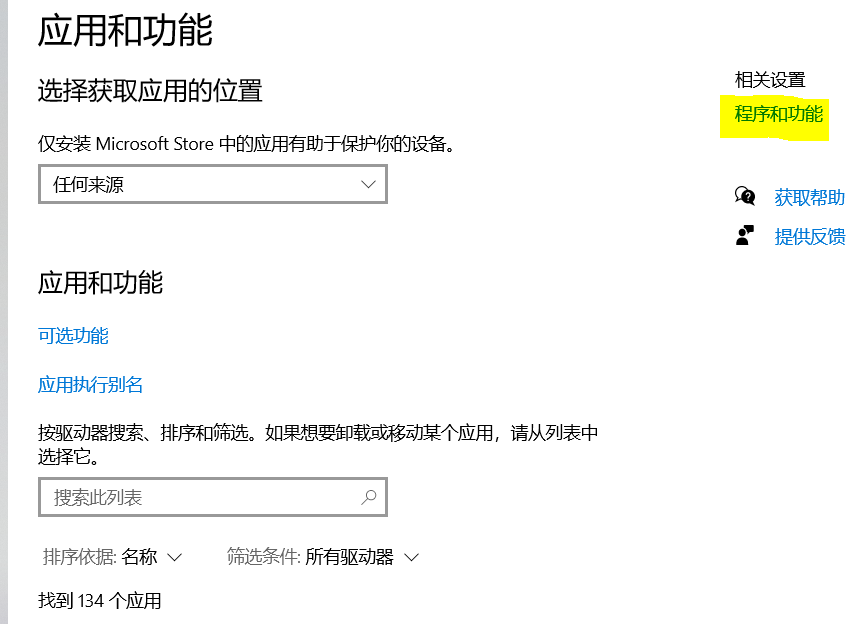 应用和功能
选择获取应用的位置
仅安装 Microsoft Store 中的应用有助于保护你的设备。
任何来源
应用和功能
可选功能
应用执行别名
按驱动器搜索、排序和筛选。如果想要卸载或移动某个应用，请从列表中
选择它。
搜索此列表
排序依据: 名称 筛选条件: 所有驱动器
找到 134 个应用
相关设置
程序和功能
获取帮助
提供反馈